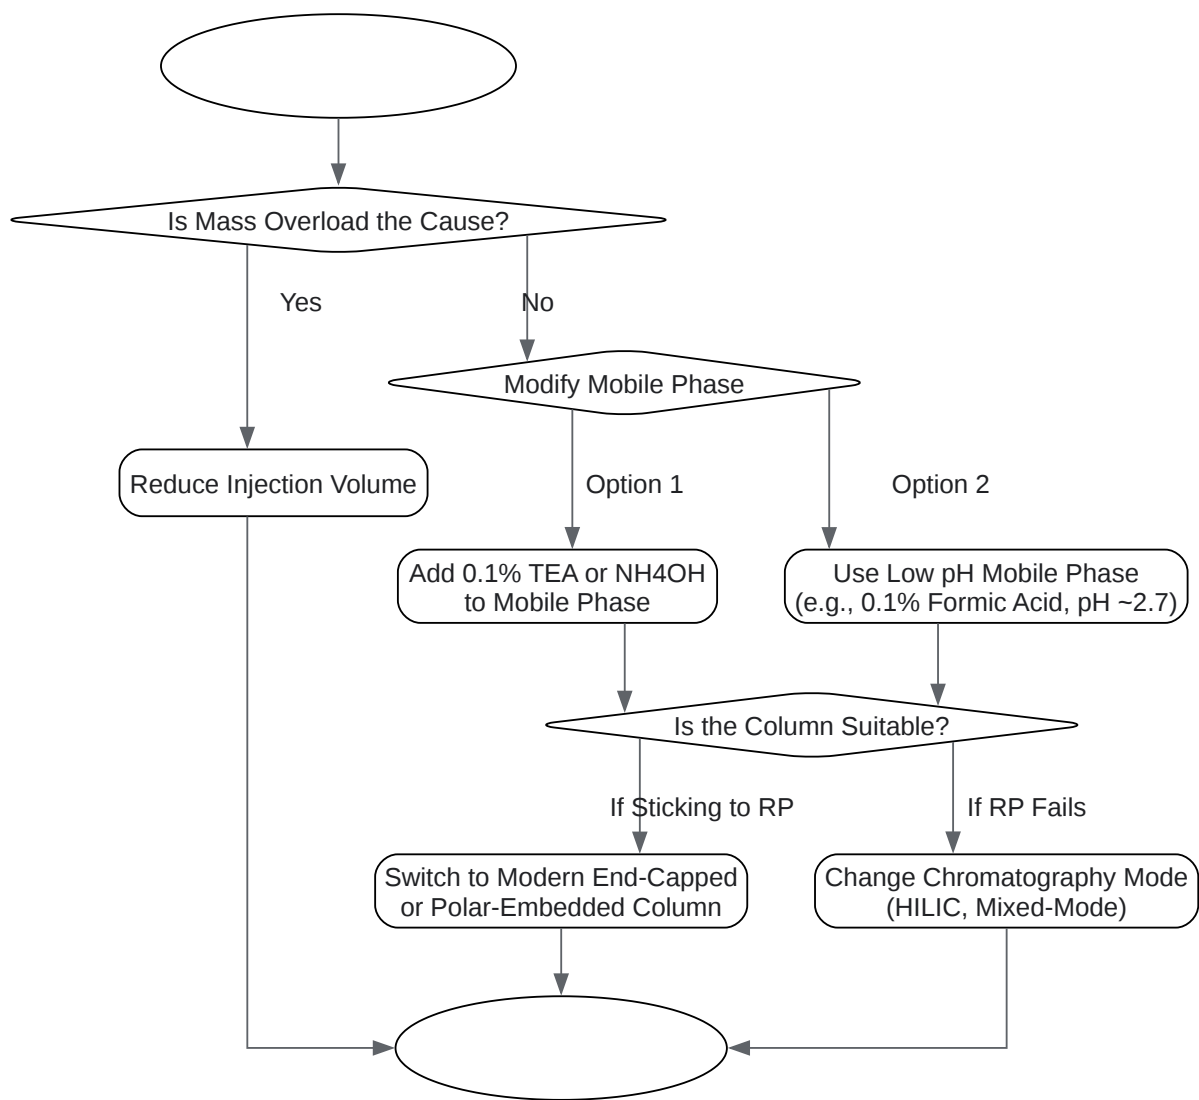 Is Mass Overload the Cause?
Yes
No
Modify Mobile Phase
Reduce Injection Volume
Option 1
Option 2
Add 0.1% TEA or NH4OH
to Mobile Phase
Use Low pH Mobile Phase
(e.g., 0.1% Formic Acid, pH ~2.7)
Is the Column Suitable?
If Sticking to RP
If RP Fails
Switch to Modern End-Capped
or Polar-Embedded Column
Change Chromatography Mode
(HILIC, Mixed-Mode)